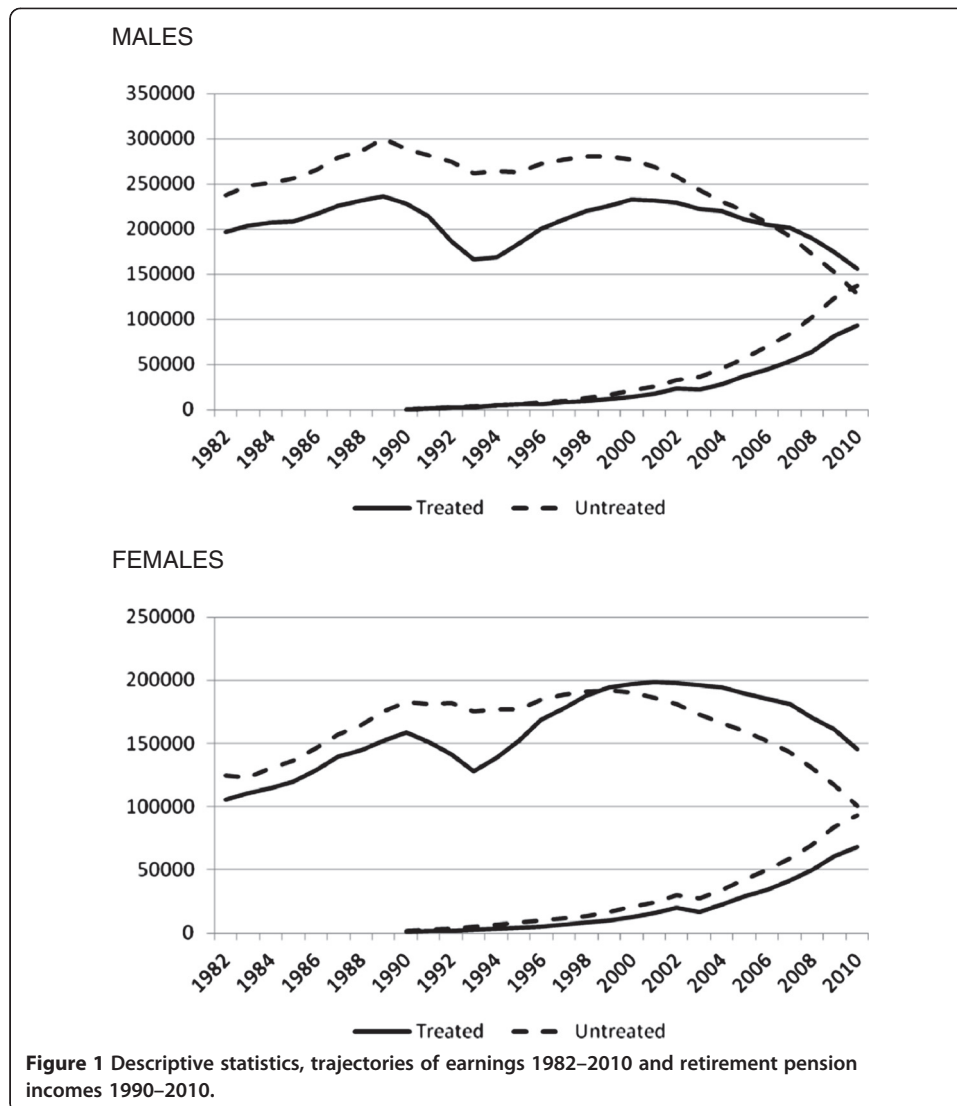 MALES
350000
300000
250000
200000
150000
100000
50000
0
1982 1984 1986 1988 1990 1992 1994 1996 1998 2000 2002 2004 2006 2008 2010
Treated Untreated
FEMALES
250000
200000
150000
100000
50000
0
1982 1984 1986 1988 1990 1992 1994 1996 1998 2000 2002 2004 2006 2008 2010
Treated Untreated
Figure 1 Descriptive statistics, trajectories of earnings 1982–2010 and retirement pension
incomes 1990–2010.